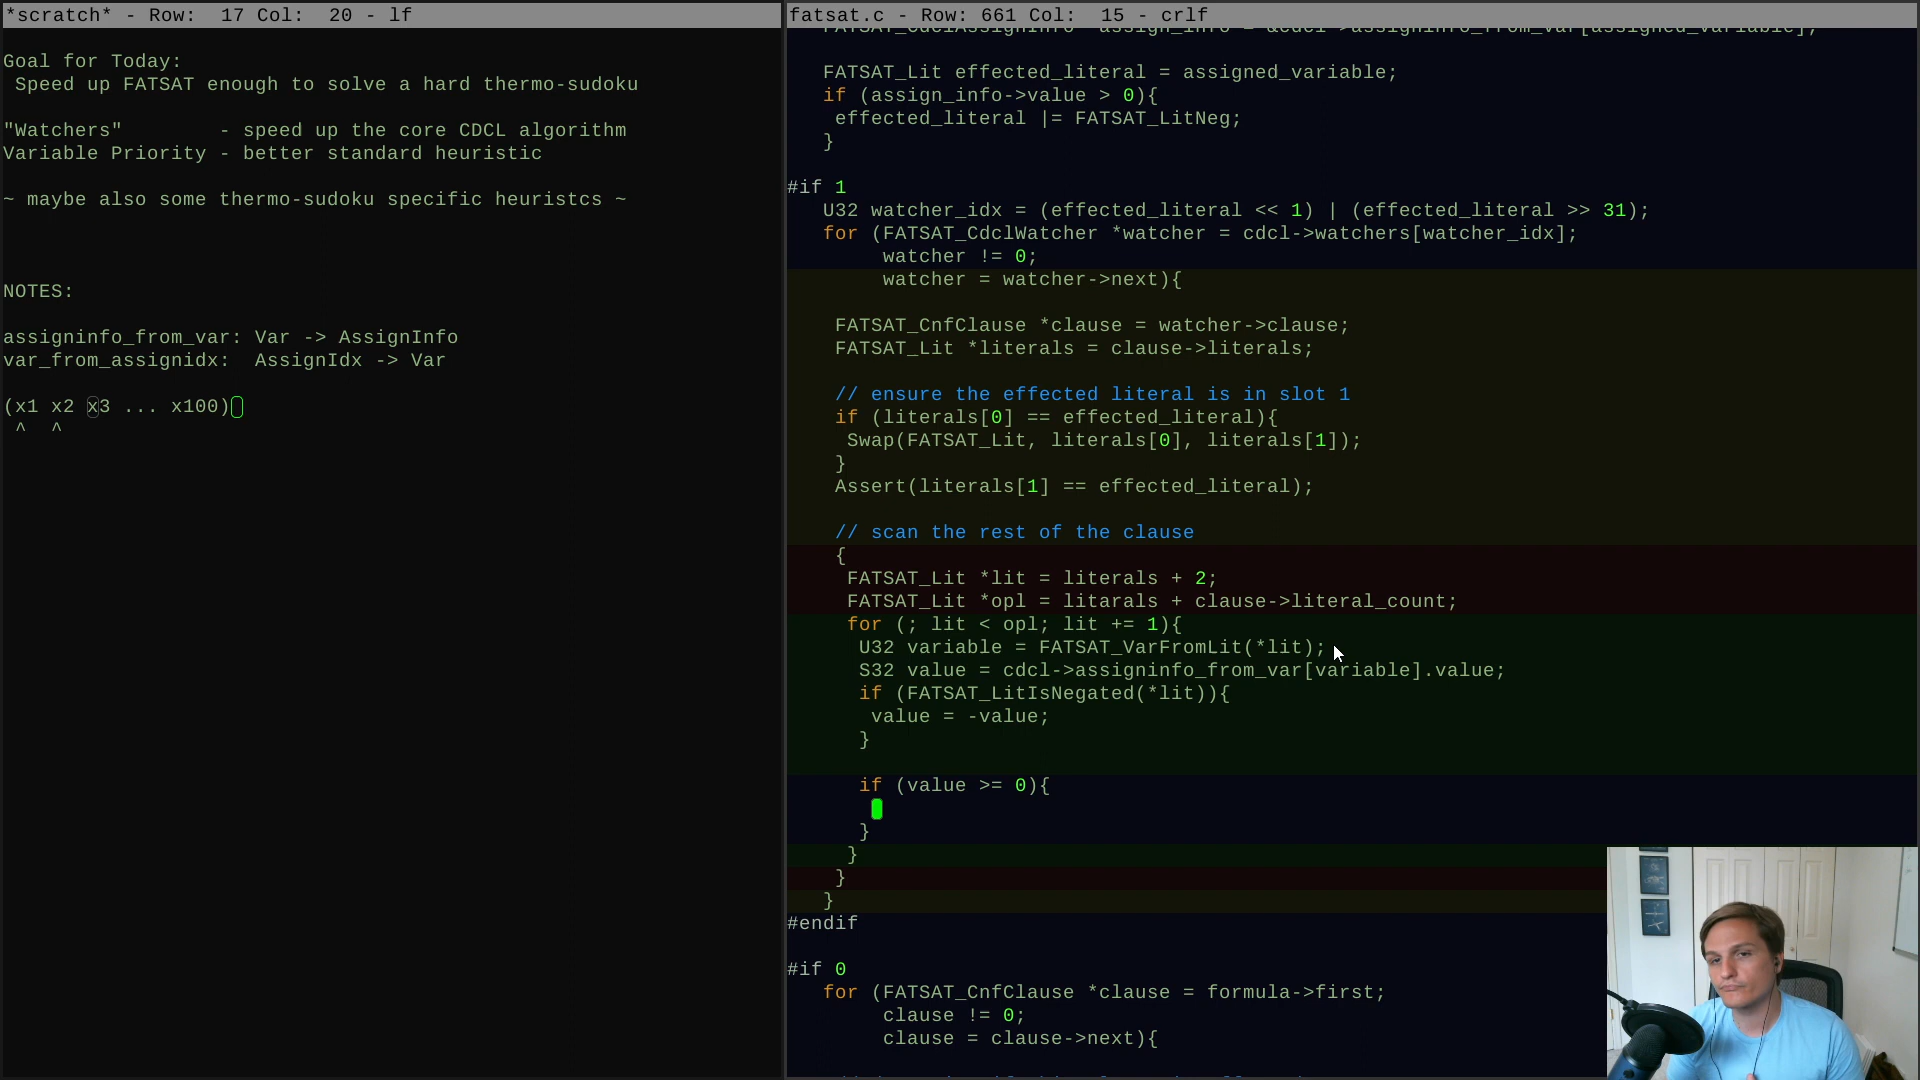 *scratch* - Row:  17 Col:  20 - lf
Goal for Today:
 Speed up FATSAT enough to solve a hard thermo-sudoku
"Watchers"        - speed up the core CDCL algorithm
Variable Priority - better standard heuristic
~ maybe also some thermo-sudoku specific heuristcs ~
NOTES:
assigninfo_from_var: Var -> AssignInfo
var_from_assignidx:  AssignIdx -> Var
(x1 x2 x3 ... x100)
 ^  ^
fatsat.c - Row: 661 Col:  15 - crlf
FATSAT_CdclAssignInfo *assign_info = &cdcl->assigninfo_from_var[assigned_variable];
FATSAT_Lit effected_literal = assigned_variable;
if (assign_info->value > 0){
 effected_literal |= FATSAT_LitNeg;
}
#if 1
U32 watcher_idx = (effected_literal << 1) | (effected_literal >> 31);
for (FATSAT_CdclWatcher *watcher = cdcl->watchers[watcher_idx];
     watcher != 0;
     watcher = watcher->next){
FATSAT_CnfClause *clause = watcher->clause;
FATSAT_Lit *literals = clause->literals;
// ensure the effected literal is in slot 1
if (literals[0] == effected_literal){
 Swap(FATSAT_Lit, literals[0], literals[1]);
}
Assert(literals[1] == effected_literal);
// scan the rest of the clause
{
FATSAT_Lit *lit = literals + 2;
FATSAT_Lit *opl = litarals + clause->literal_count;
for (; lit < opl; lit += 1){
U32 variable = FATSAT_VarFromLit(*lit);
S32 value = cdcl->assigninfo_from_var[variable].value;
if (FATSAT_LitIsNegated(*lit)){
 value = -value;
}
if (value >= 0){
}
}
}
}
#endif
#if 0
for (FATSAT_CnfClause *clause = formula->first;
     clause != 0;
     clause = clause->next){